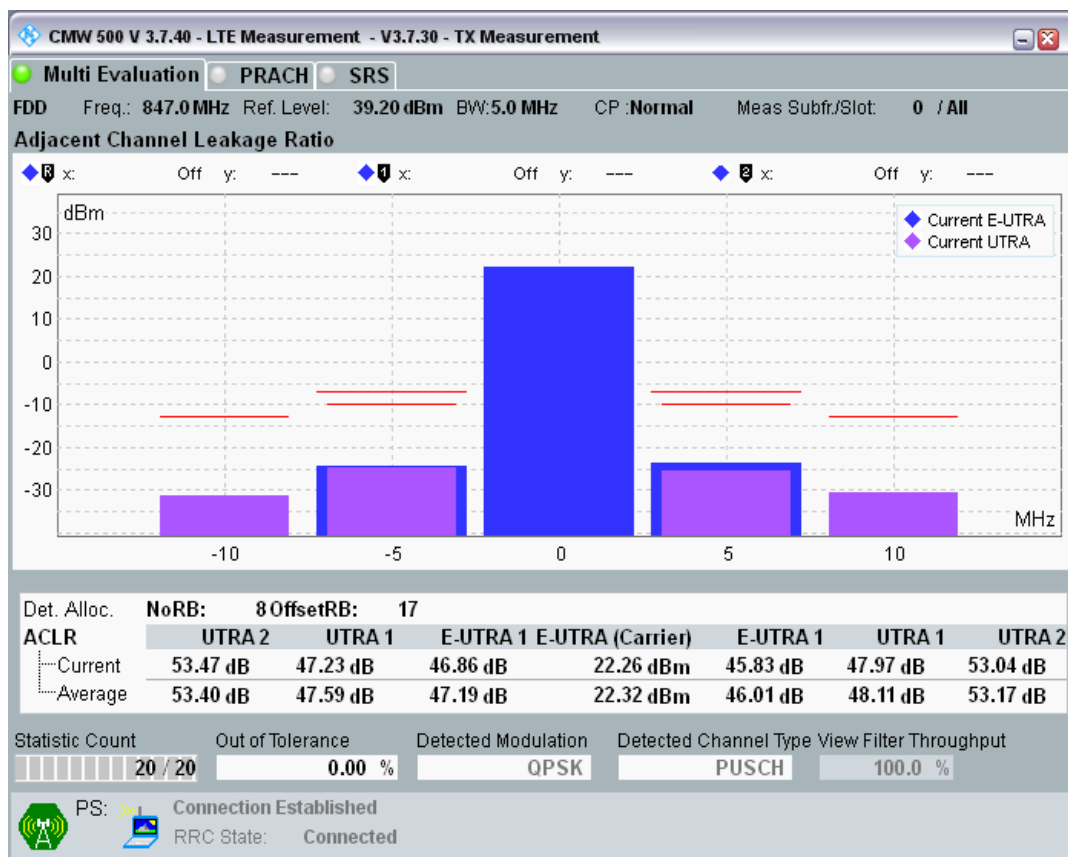 CMW 500 V 3.7.40 - LTE Measurement - V3.7.30 - TX Measurement
Multi Evaluation PRACH SRS
FDD Freq.: 847.0 MHz Ref. Level: 39.20 dBm BW:5.0 MHz CP :Normal Meas Subfr./Slot: 0 / All
Adjacent Channel Leakage Ratio
R x: Off y: --- 1 x: Off y: --- 2 x: Off y: ---
dBm
Current E-UTRA
Current UTRA
30
20
10
0
-10
-20
-30
MHz
-10 -5 0 5 10
Det. Alloc. NoRB: 8 OffsetRB: 17
ACLR UTRA 2 UTRA 1 E-UTRA 1 E-UTRA (Carrier) E-UTRA 1 UTRA 1 UTRA 2
Current 53.47 dB 47.23 dB 46.86 dB 22.26 dBm 45.83 dB 47.97 dB 53.04 dB
Average 53.40 dB 47.59 dB 47.19 dB 22.32 dBm 46.01 dB 48.11 dB 53.17 dB
Statistic Count Out of Tolerance Detected Modulation Detected Channel Type View Filter Throughput
20 / 20 0.00 % QPSK PUSCH 100.0 %
PS: Connection Established
RRC State: Connected